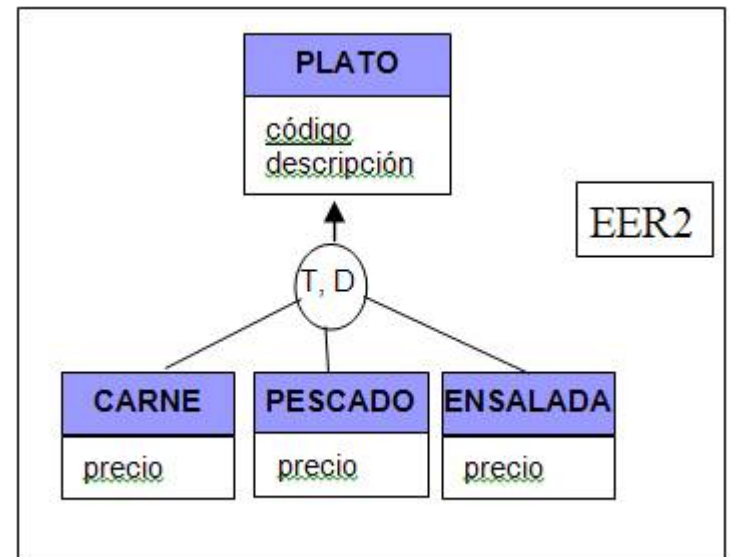 PLATO
código
descripción
EER2
T, D
CARNE
precio
PESCADO
precio
ENSALADA
precio